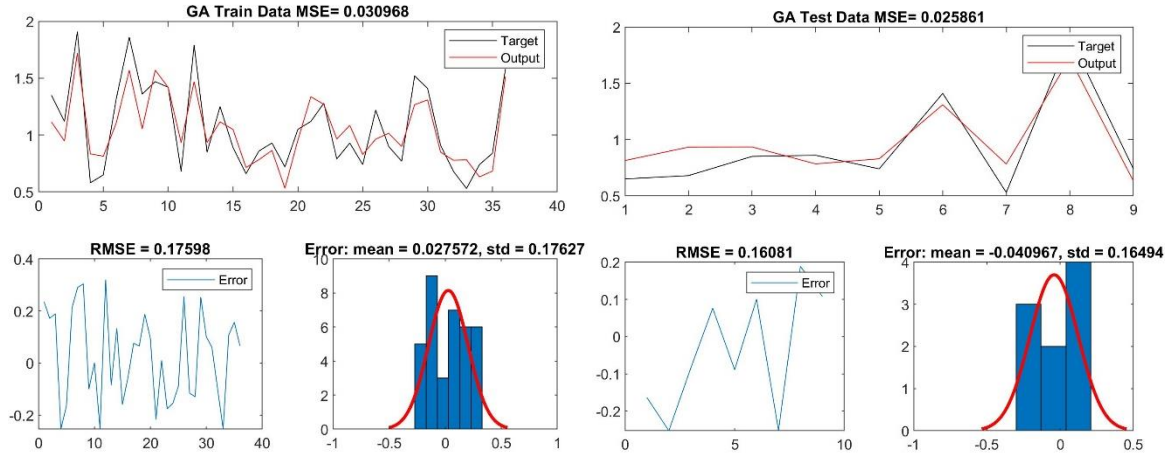 GA Train Data MSE= 0.030968
2
1.5
1
0.5
0 5 10 15 20 25 30 35 40
Target
Output
GA Test Data MSE= 0.025861
2
1.5
1
0.5
1 2 3 4 5 6 7 8 9
Target
Output
RMSE = 0.17598
0.4
0.2
0
-0.2
0 10 20 30 40
Error
Error: mean = 0.027572, std = 0.17627
10
8
6
4
2
0
-1 -0.5 0 0.5 1
RMSE = 0.16081
0.2
0.1
0
-0.1
-0.2
0 5 10
Error
Error: mean = -0.040967, std = 0.16494
4
3
2
1
0
-1 -0.5 0 0.5